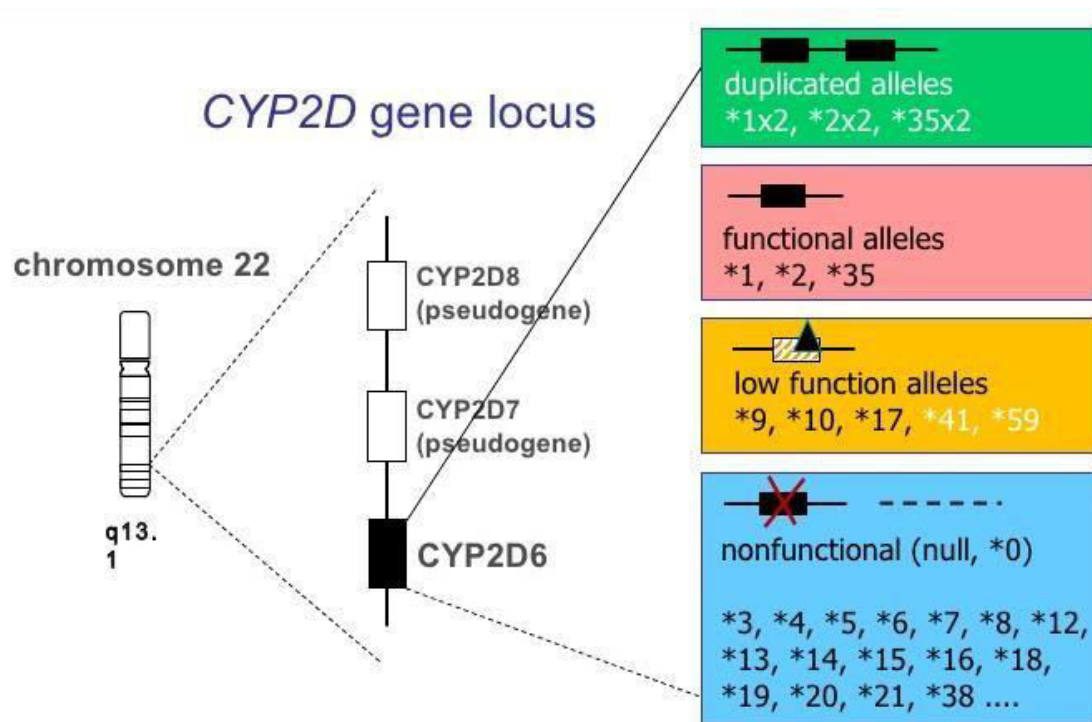 CYP2D gene locus
chromosome 22
q13.
1
CYP2D8
(pseudogene)
CYP2D7
(pseudogene)
CYP2D6
duplicated alleles
*1x2, *2x2, *35x2
functional alleles
*1, *2, *35
low function alleles
*9, *10, *17, *41, *59
nonfunctional (null, *0)
*3, *4, *5, *6, *7, *8, *12,
*13, *14, *15, *16, *18,
*19, *20, *21, *38 ....